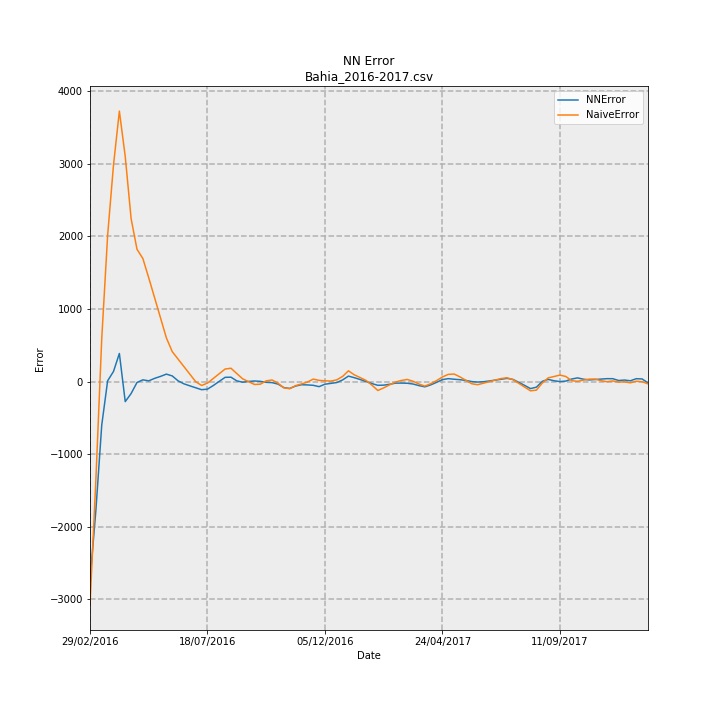 NN Error
Bahia_2016-2017.csv
NNError
NaiveError
4000
3000
2000
1000
0
−1000
−2000
−3000
Error
29/02/2016
18/07/2016
05/12/2016
24/04/2017
11/09/2017
Date